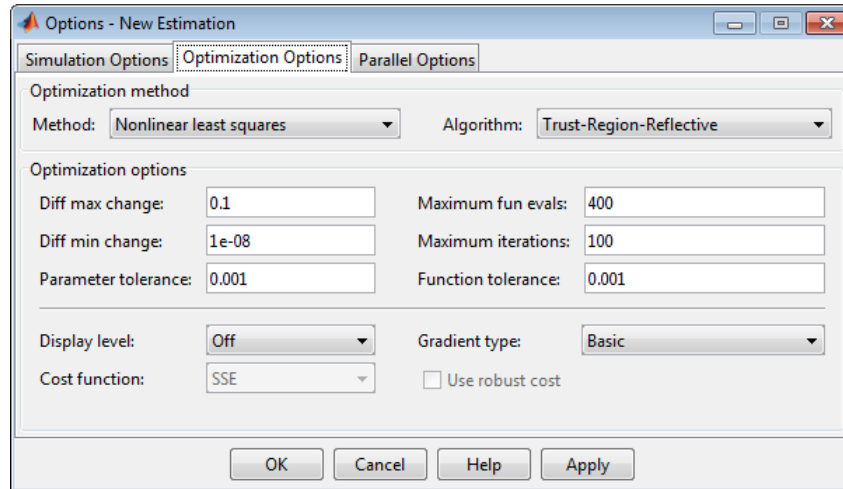 Options - New Estimation
Simulation Options Optimization Options Parallel Options
Optimization method
Method: Nonlinear least squares Algorithm: Trust-Region-Reflective
Optimization options
Diff max change: 0.1 Maximum fun evals: 400
Diff min change: 1e-08 Maximum iterations: 100
Parameter tolerance: 0.001 Function tolerance: 0.001
Display level: Off Gradient type: Basic
Cost function: SSE Use robust cost
OK Cancel Help Apply